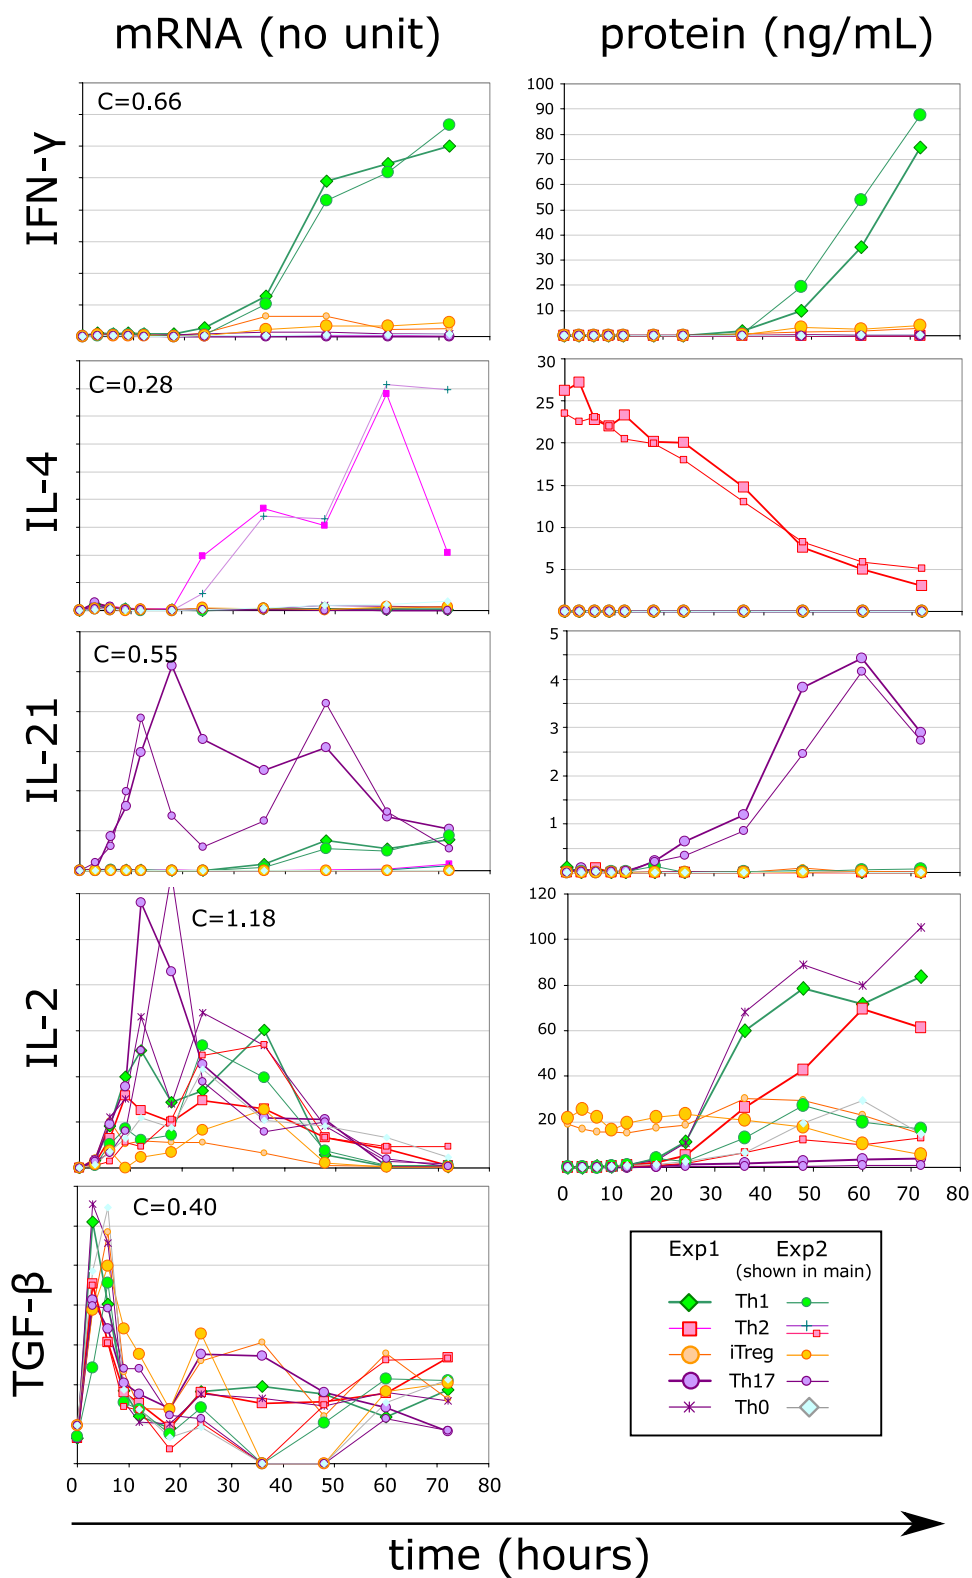 mRNA (no unit)
protein (ng/mL)
IFN-γ
C=0.66
100
90
80
70
60
50
40
30
20
10
IL-4
C=0.28
30
25
20
15
10
5
IL-21
C=0.55
5
4
3
2
1
IL-2
C=1.18
120
100
80
60
40
20
0 10 20 30 40 50 60 70 80
TGF-β
C=0.40
0 10 20 30 40 50 60 70 80
Exp1 Exp2
(shown in main)
Th1
Th2
iTreg
Th17
Th0
time (hours)